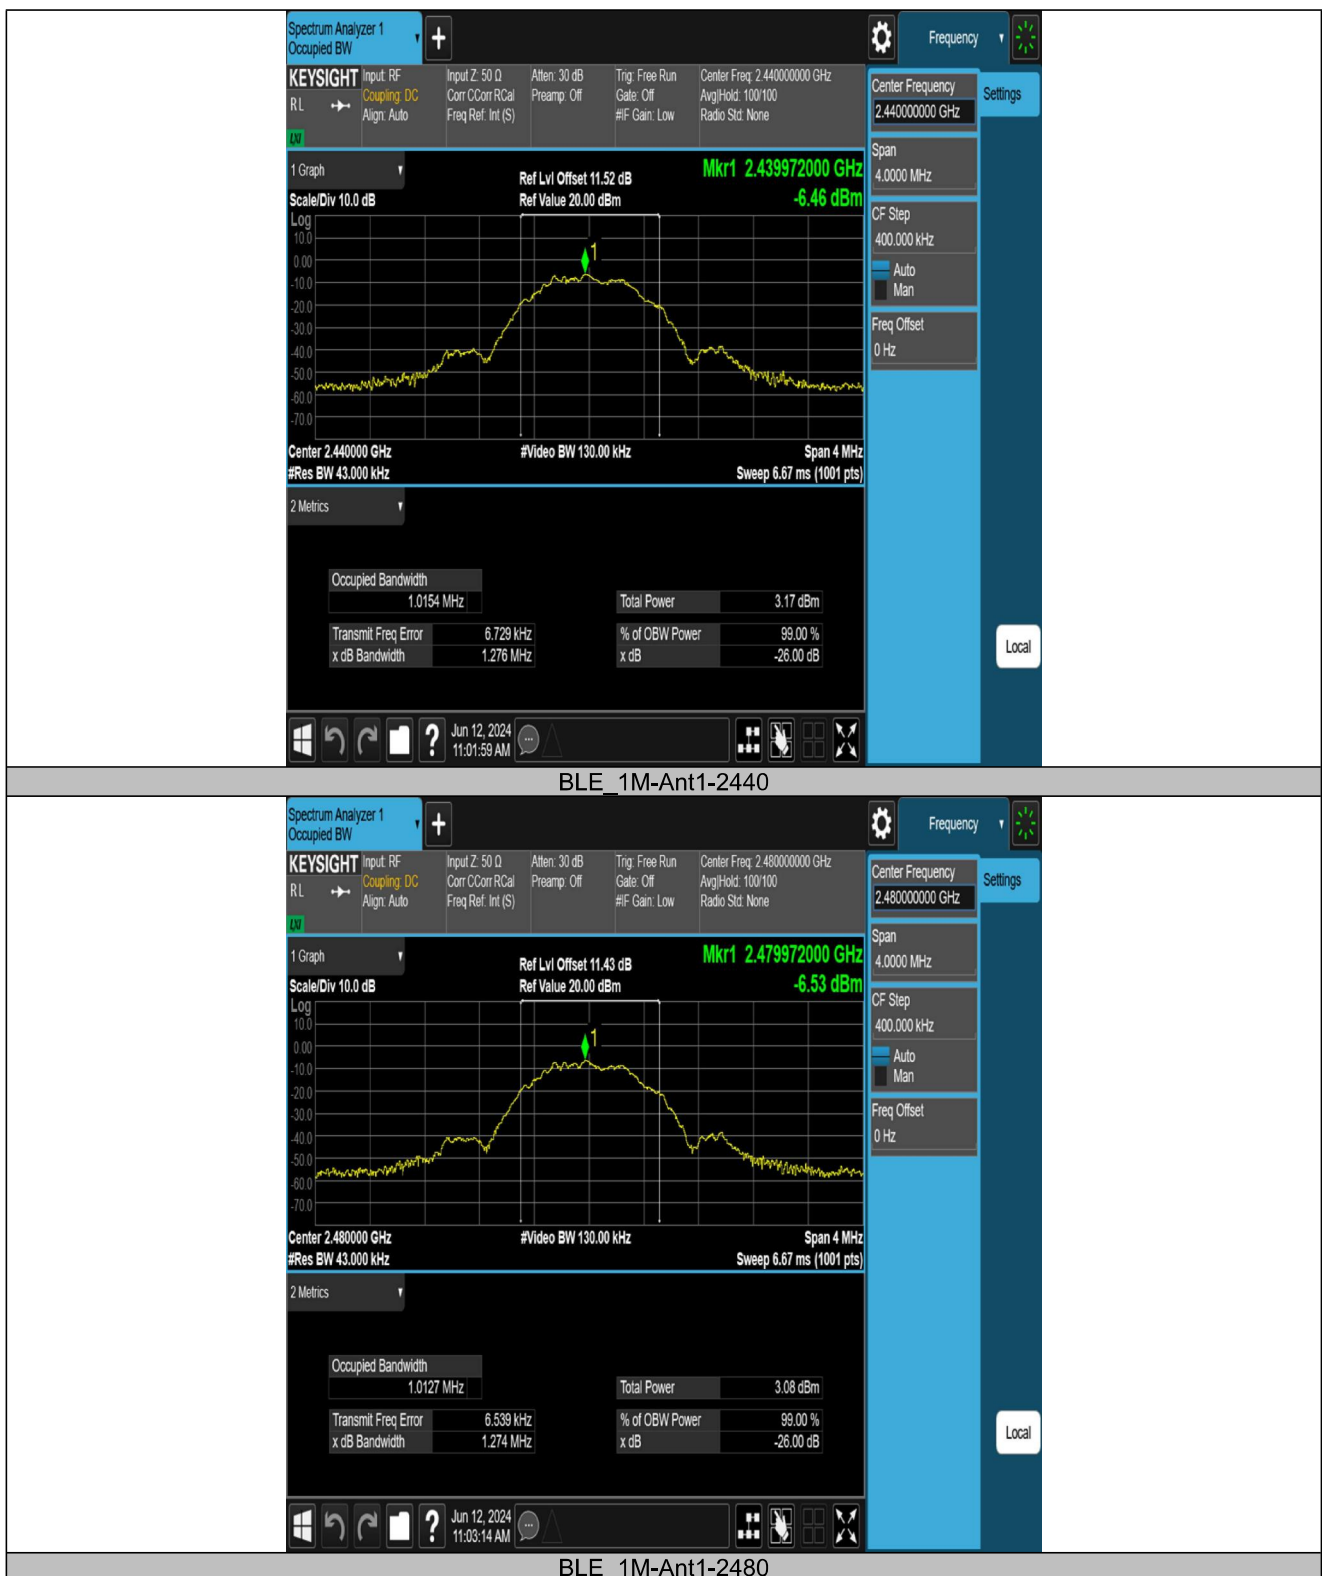 Spectrum Analyzer 1
Occupied BW
+
Frequency
KEYSIGHT
RL
LXI
Input: RF
Coupling: DC
Align: Auto
Input Z: 50 Ω
Corr CCorr RCal
Freq Ref: Int (S)
Atten: 30 dB
Preamp: Off
Trig: Free Run
Gate: Off
#IF Gain: Low
Center Freq: 2.440000000 GHz
Avg|Hold: 100/100
Radio Std: None
Center Frequency
2.440000000 GHz
Settings
Span
4.0000 MHz
CF Step
400.000 kHz
Auto
Man
Freq Offset
0 Hz
Local
1 Graph
Scale/Div 10.0 dB
Ref Lvl Offset 11.52 dB
Ref Value 20.00 dBm
Mkr1 2.439972000 GHz
-6.46 dBm
Log
10.0
0.00
-10.0
-20.0
-30.0
-40.0
-50.0
-60.0
-70.0
1
Center 2.440000 GHz
#Res BW 43.000 kHz
#Video BW 130.00 kHz
Span 4 MHz
Sweep 6.67 ms (1001 pts)
2 Metrics
Occupied Bandwidth
1.0154 MHz
Total Power 3.17 dBm
Transmit Freq Error 6.729 kHz
% of OBW Power 99.00 %
x dB Bandwidth 1.276 MHz
x dB -26.00 dB
?
Jun 12, 2024
11:01:59 AM
BLE_1M-Ant1-2440
Spectrum Analyzer 1
Occupied BW
+
Frequency
KEYSIGHT
RL
LXI
Input: RF
Coupling: DC
Align: Auto
Input Z: 50 Ω
Corr CCorr RCal
Freq Ref: Int (S)
Atten: 30 dB
Preamp: Off
Trig: Free Run
Gate: Off
#IF Gain: Low
Center Freq: 2.480000000 GHz
Avg|Hold: 100/100
Radio Std: None
Center Frequency
2.480000000 GHz
Settings
Span
4.0000 MHz
CF Step
400.000 kHz
Auto
Man
Freq Offset
0 Hz
Local
1 Graph
Scale/Div 10.0 dB
Ref Lvl Offset 11.43 dB
Ref Value 20.00 dBm
Mkr1 2.479972000 GHz
-6.53 dBm
Log
10.0
0.00
-10.0
-20.0
-30.0
-40.0
-50.0
-60.0
-70.0
1
Center 2.480000 GHz
#Res BW 43.000 kHz
#Video BW 130.00 kHz
Span 4 MHz
Sweep 6.67 ms (1001 pts)
2 Metrics
Occupied Bandwidth
1.0127 MHz
Total Power 3.08 dBm
Transmit Freq Error 6.539 kHz
% of OBW Power 99.00 %
x dB Bandwidth 1.274 MHz
x dB -26.00 dB
?
Jun 12, 2024
11:03:14 AM
BLE_1M-Ant1-2480